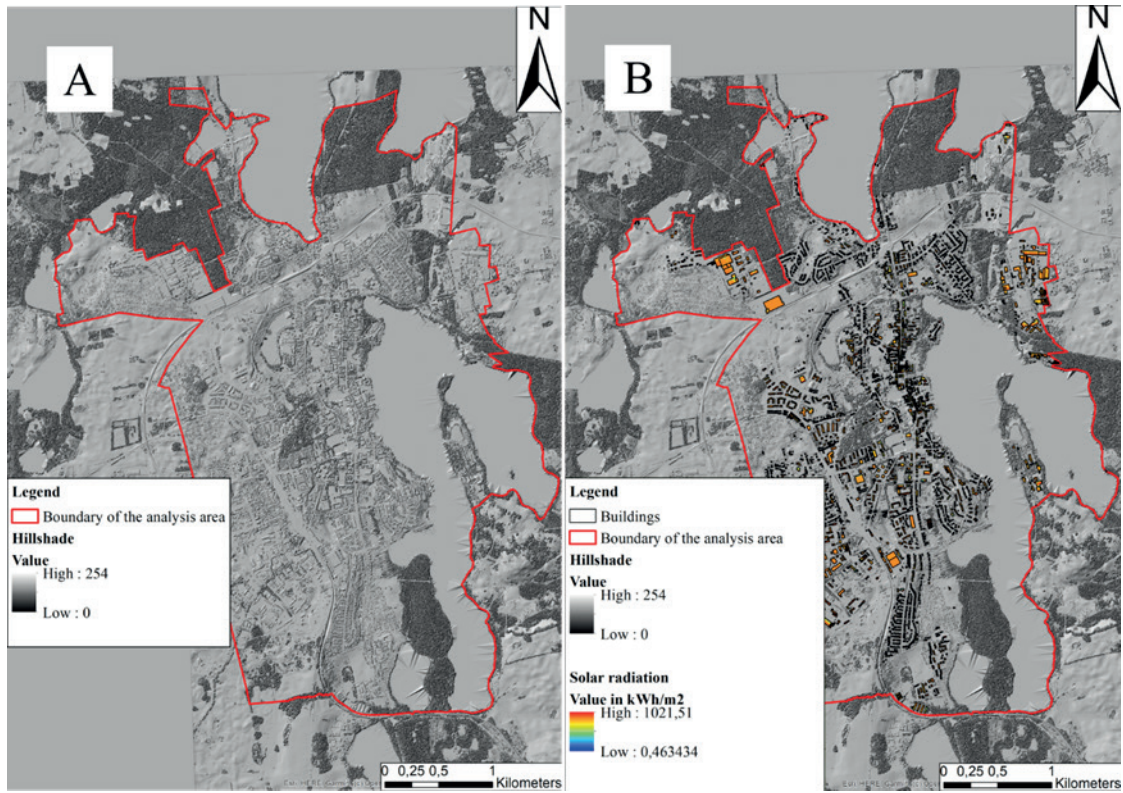 A
N
Legend
Boundary of the analysis area
Hillshade
Value
High : 254
Low : 0
0 0,25 0,5 1
Kilometers
B
N
Legend
Buildings
Boundary of the analysis area
Hillshade
Value
High : 254
Low : 0
Solar radiation
Value in kWh/m2
High : 1021,51
Low : 0,463434
0 0,25 0,5 1
Kilometers